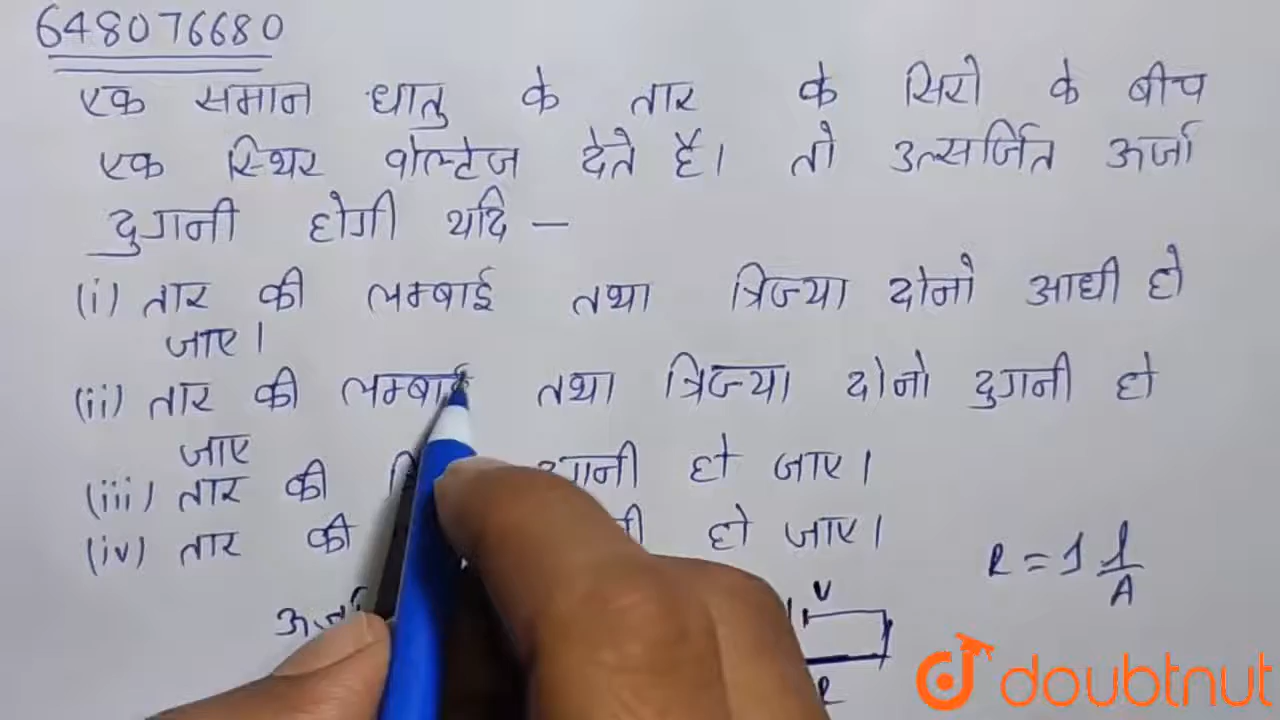 648076680
एक समान धातु के तार के सिरो के बीच
एक स्थिर वोल्टेज देते है। तो उत्सर्जित ऊर्जा
दुगनी होगी यदि –
(i) तार की लम्बाई तथा त्रिज्या दोनो आधी हो
जाए।
(ii) तार की लम्बाई तथा त्रिज्या दोनो दुगनी हो
जाए
(iii) तार की हो जाए।
(iv) तार की हो जाए।
R = 1 l/A
V
R
doubtnut